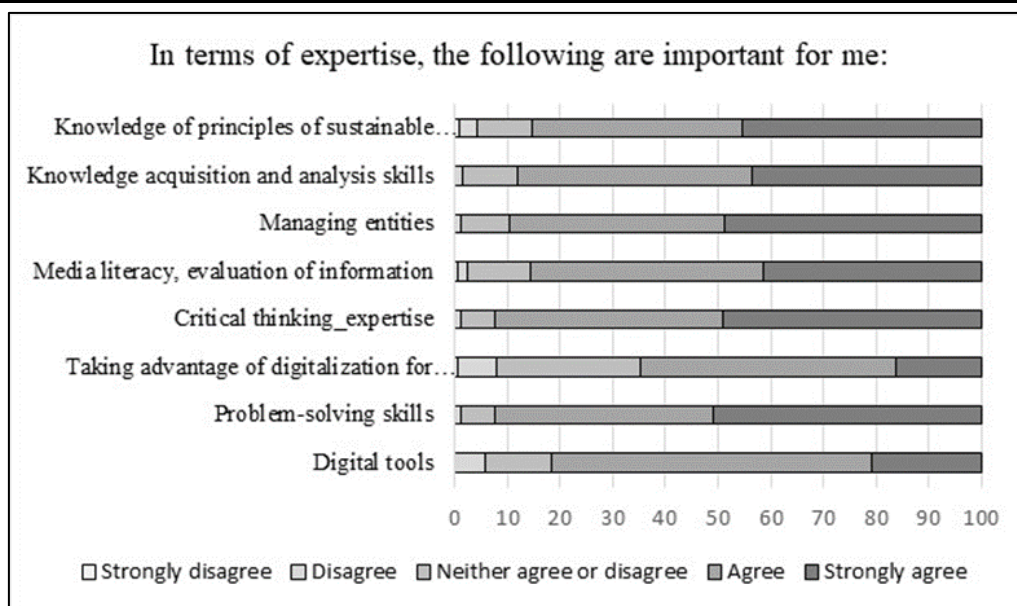 In terms of expertise, the following are important for me:
Knowledge of principles of sustainable…
Knowledge acquisition and analysis skills
Managing entities
Media literacy, evaluation of information
Critical thinking_expertise
Taking advantage of digitalization for…
Problem-solving skills
Digital tools
0 10 20 30 40 50 60 70 80 90 100
Strongly disagree Disagree Neither agree or disagree Agree Strongly agree